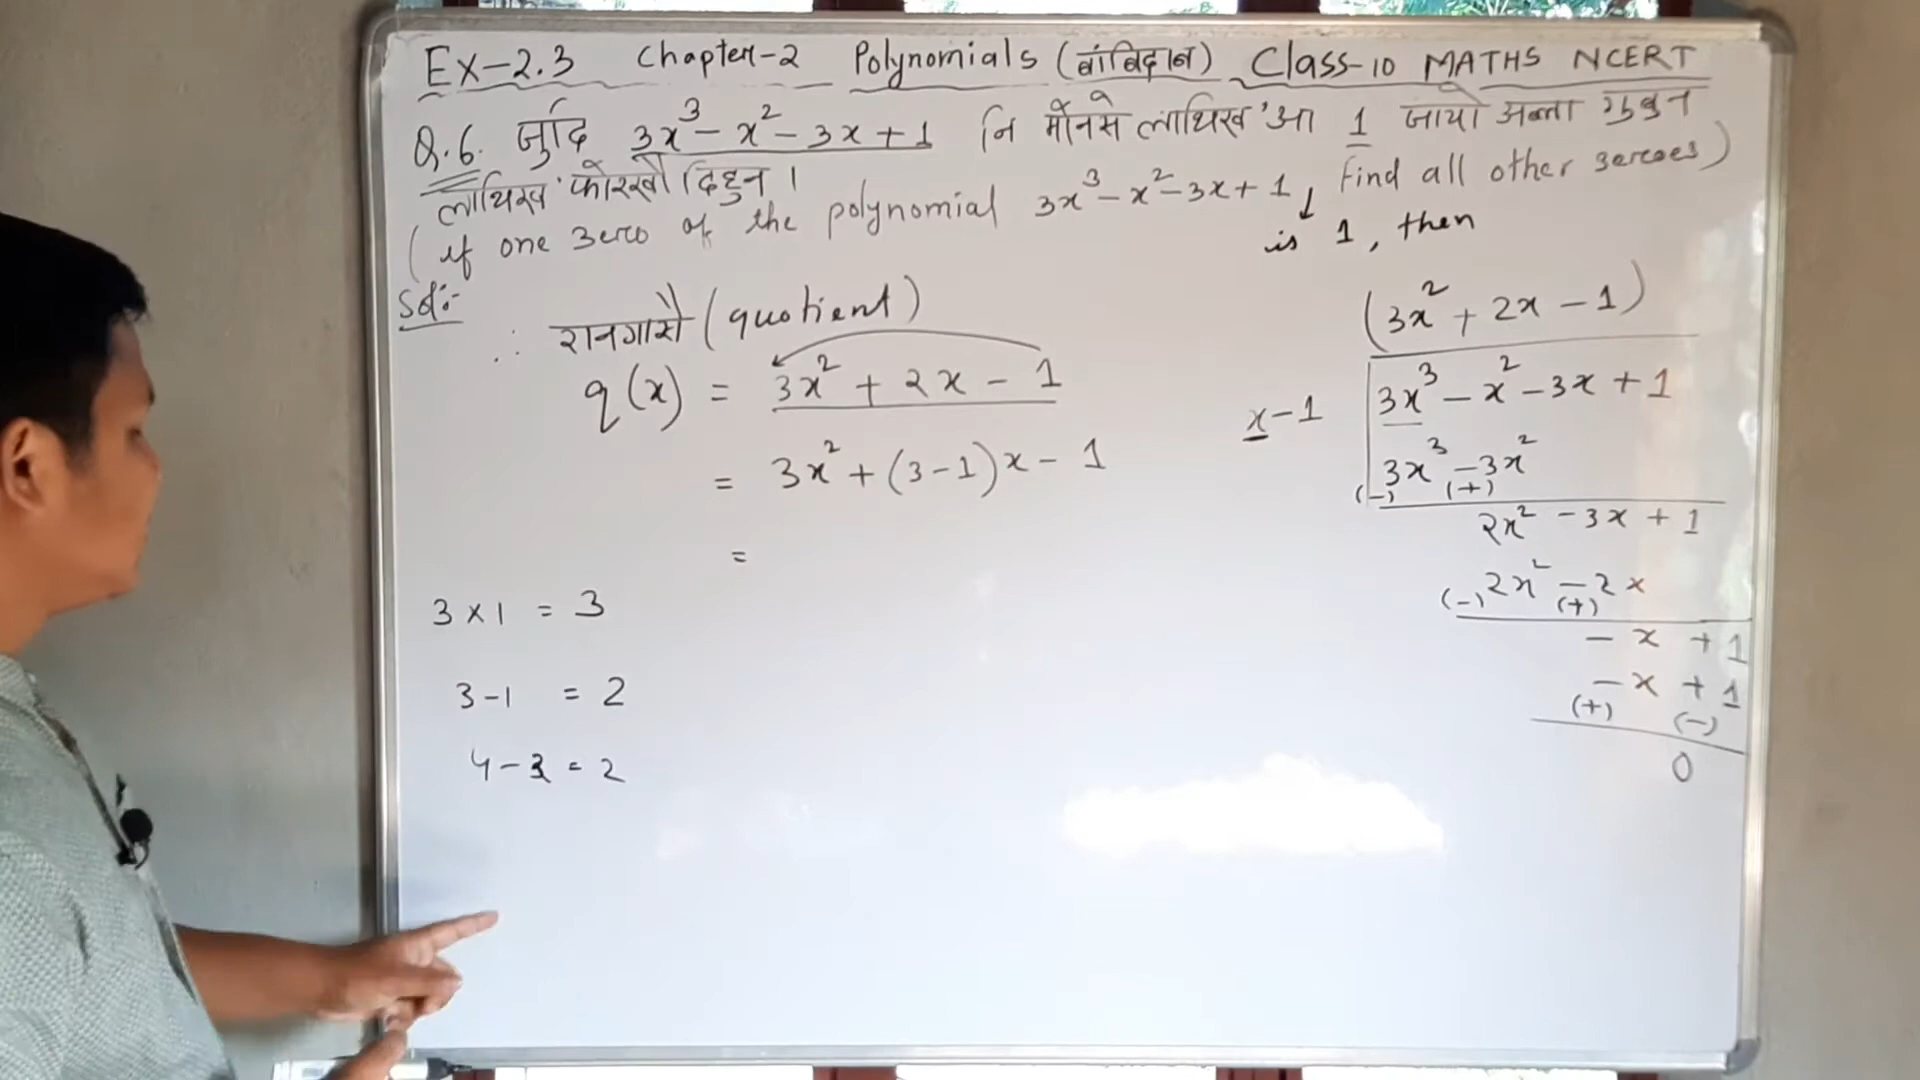 Ex-2.3 Chapter-2 Polynomials (बांबिदाब) Class-10 MATHS NCERT
Q.6. जुदि 3x³ - x² - 3x + 1 नि मोनसे लाथिख'आ 1 जायो अब्ला गुबुन
लाथिख'फोरखौ दिहुन।
(if one zero of the polynomial 3x³ - x² - 3x + 1, Find all other zeroes)
is 1, then
Sol:-
∴ रानगासै (quotient)
q(x) = 3x² + 2x - 1
= 3x² + (3-1)x - 1
=
3 x 1 = 3
3 - 1 = 2
(3x² + 2x - 1)
x-1 3x³ - x² - 3x + 1
3x³ - 3x²
(-) (+)
2x² - 3x + 1
(-) 2x² - 2x
(+)
- x + 1
- x + 1
(+) (-)
0